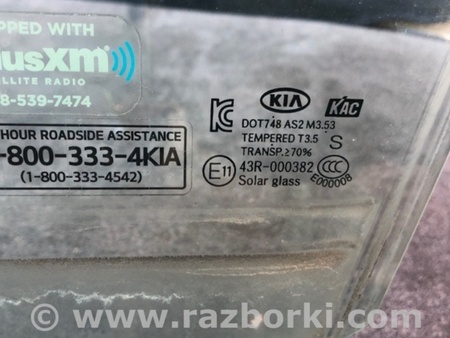 PPED WITH
iusXM
ELLITE RADIO
8-539-7474
HOUR ROADSIDE ASSISTANCE
-800-333-4KIA
(1-800-333-4542)
KIA KAC
DOT748 AS2 M3.53
TEMPERED T3.5 S
TRANSP.≥70%
E11 43R-000382 CCC
Solar glass E000008
www.razborki.com